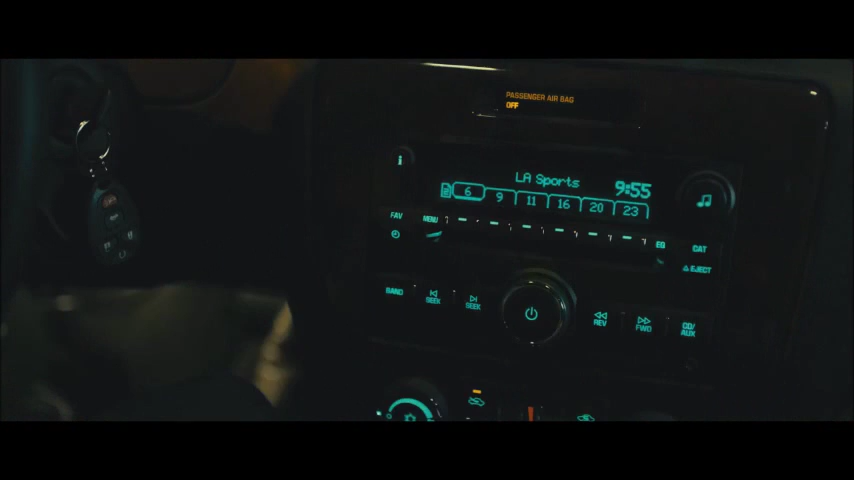 PASSENGER AIR BAG
OFF
i
LA Sports 9:55
2 6 9 11 16 20 23
FAV MENU
EQ CAT
EJECT
BAND SEEK SEEK REV FWD CD/
AUX